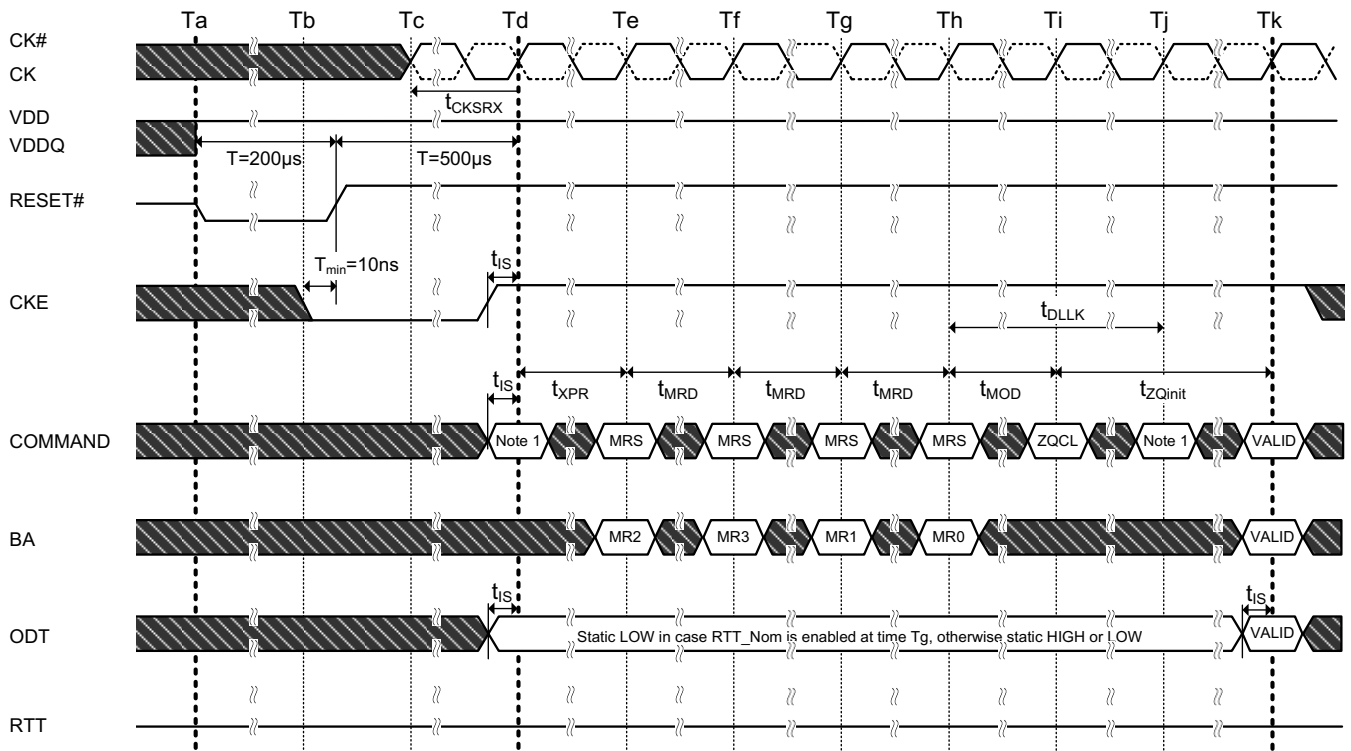 Ta Tb Tc Td Te Tf Tg Th Ti Tj Tk
CK#
CK
tCKSRX
VDD
VDDQ
T=200µs T=500µs
RESET#
Tmin=10ns tIS
CKE
tDLLK
tIS tXPR tMRD tMRD tMRD tMOD tZQinit
COMMAND Note 1 MRS MRS MRS MRS ZQCL Note 1 VALID
BA MR2 MR3 MR1 MR0 VALID
tIS tIS
ODT Static LOW in case RTT_Nom is enabled at time Tg, otherwise static HIGH or LOW VALID
RTT